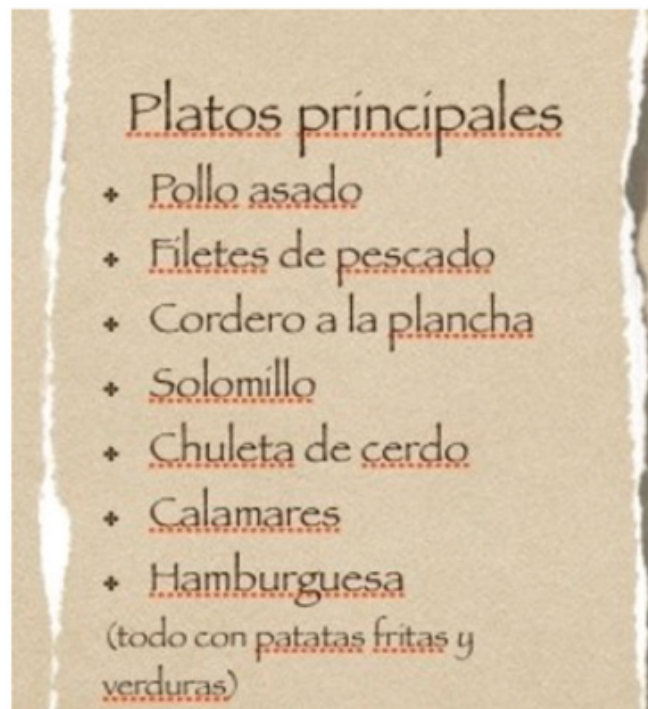 Platos principales
Pollo asado
Filetes de pescado
Cordero a la plancha
Solomillo
Chuleta de cerdo
Calamares
Hamburguesa
(todo con patatas fritas y
verduras)